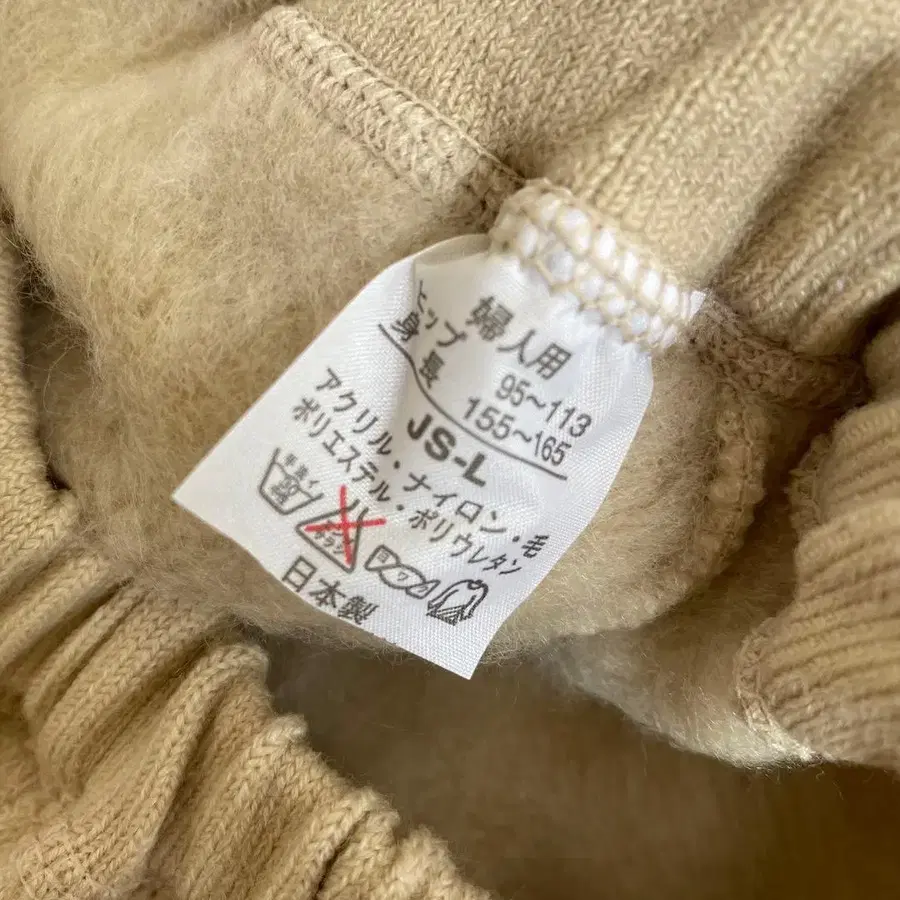 婦人用
ヒップ 95~113
身長 155~165
JS-L
アクリル・ナイロン・毛
ポリエステル・ポリウレタン
日本製